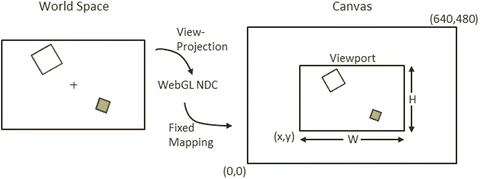 World Space
Canvas
(640,480)
View-
Projection
WebGL NDC
Fixed
Mapping
Viewport
H
(x,y)
W
(0,0)